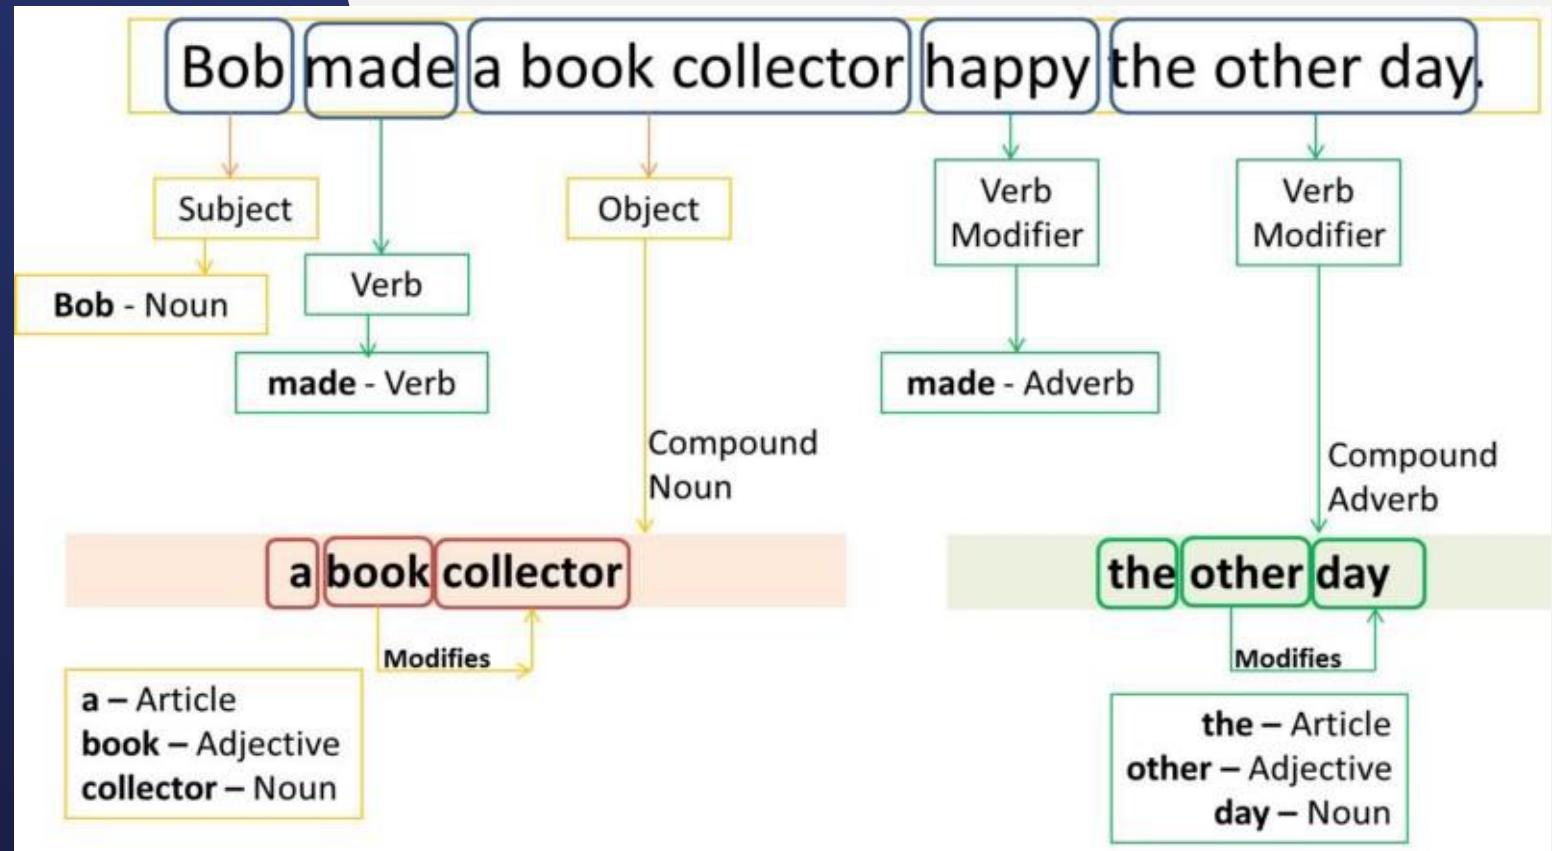 Bob made a book collector happy the other day.
Subject
Object
Verb
Modifier
Verb
Modifier
Bob - Noun
Verb
made - Verb
made - Adverb
Compound
Noun
Compound
Adverb
a book collector
the other day
Modifies
Modifies
a – Article
book – Adjective
collector – Noun
the – Article
other – Adjective
day – Noun